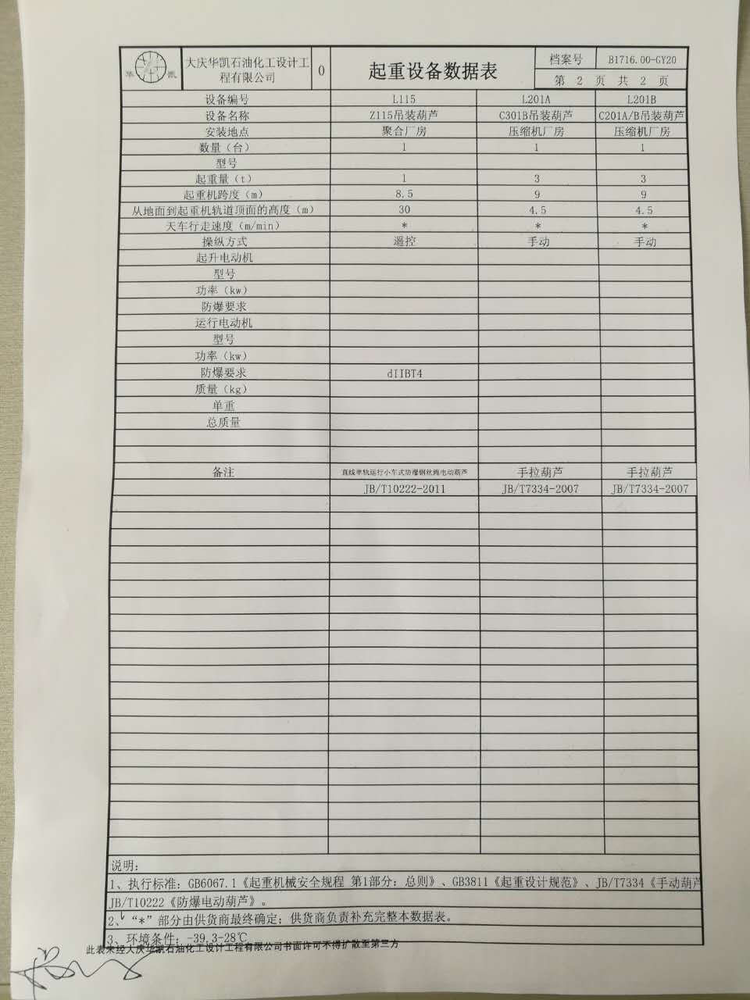 华 凯
大庆华凯石油化工设计工
程有限公司
0
起重设备数据表
档案号 B1716.00-GY20
第 2 页 共 2 页
设备编号 L115 L201A L201B
设备名称 Z115吊装葫芦 C301B吊装葫芦 C201A/B吊装葫芦
安装地点 聚合厂房 压缩机厂房 压缩机厂房
数量（台） 1 1 1
型号
起重量（t） 1 3 3
起重机跨度（m） 8.5 9 9
从地面到起重机轨道顶面的高度（m） 30 4.5 4.5
天车行走速度（m/min） * * *
操纵方式 遥控 手动 手动
起升电动机
型号
功率（kw）
防爆要求
运行电动机
型号
功率（kw）
防爆要求 dIIBT4
质量（kg）
单重
总质量
备注 直线单轨运行小车式防爆钢丝绳电动葫芦 手拉葫芦 手拉葫芦
JB/T10222-2011 JB/T7334-2007 JB/T7334-2007
说明：
1、执行标准：GB6067.1《起重机械安全规程 第1部分：总则》、GB3811《起重设计规范》、JB/T7334《手动葫芦
JB/T10222《防爆电动葫芦》。
2、“*”部分由供货商最终确定；供货商负责补充完整本数据表。
3、环境条件：-39.3-28℃
此表未经大庆华凯石油化工设计工程有限公司书面许可不得扩散至第三方